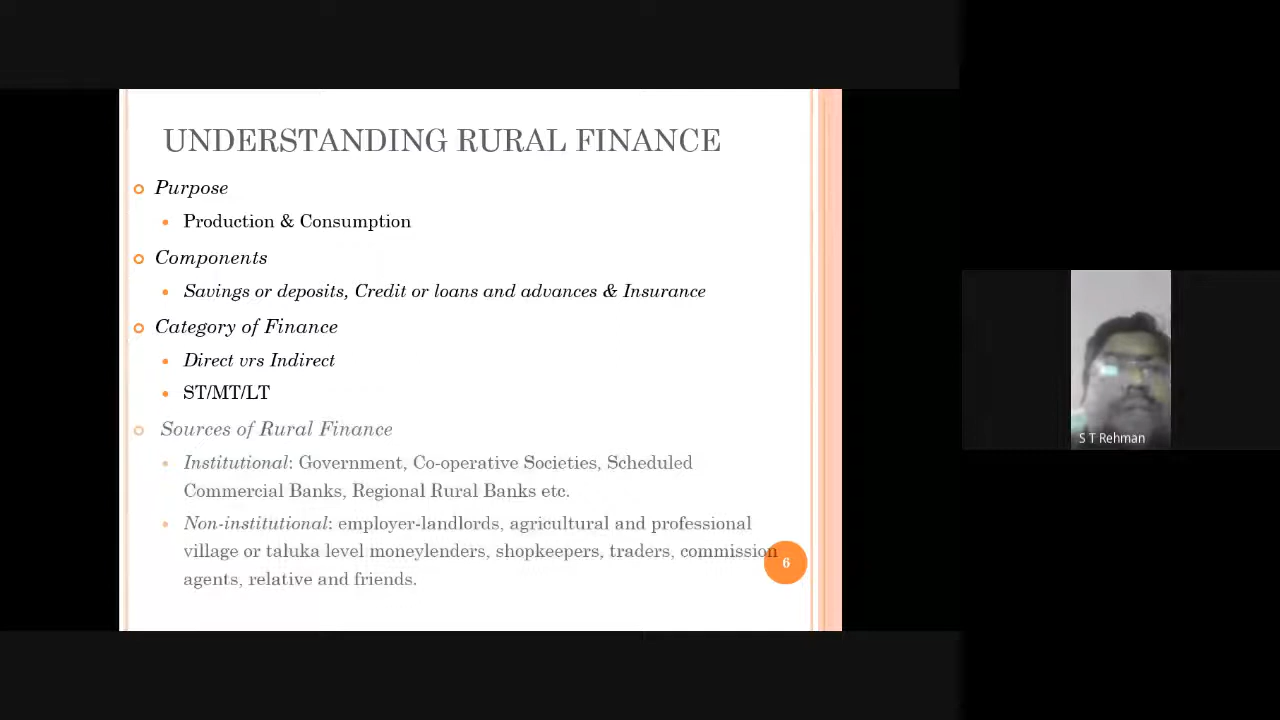 UNDERSTANDING RURAL FINANCE
Purpose
Production & Consumption
Components
Savings or deposits, Credit or loans and advances & Insurance
Category of Finance
Direct vrs Indirect
ST/MT/LT
Sources of Rural Finance
Institutional: Government, Co-operative Societies, Scheduled
Commercial Banks, Regional Rural Banks etc.
Non-institutional: employer-landlords, agricultural and professional
village or taluka level moneylenders, shopkeepers, traders, commission
agents, relative and friends.
6
S T Rehman